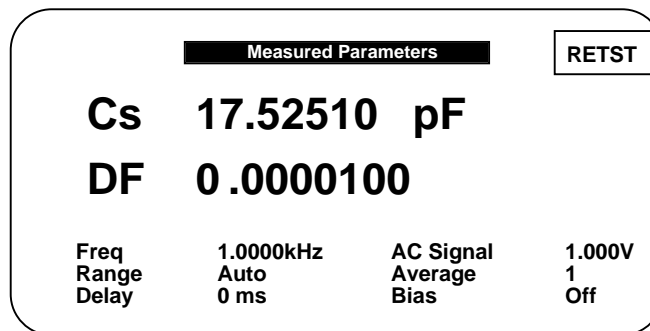 Measured Parameters
RETST
Cs 17.52510 pF
DF 0.0000100
Freq 1.0000kHz AC Signal 1.000V
Range Auto Average 1
Delay 0 ms Bias Off